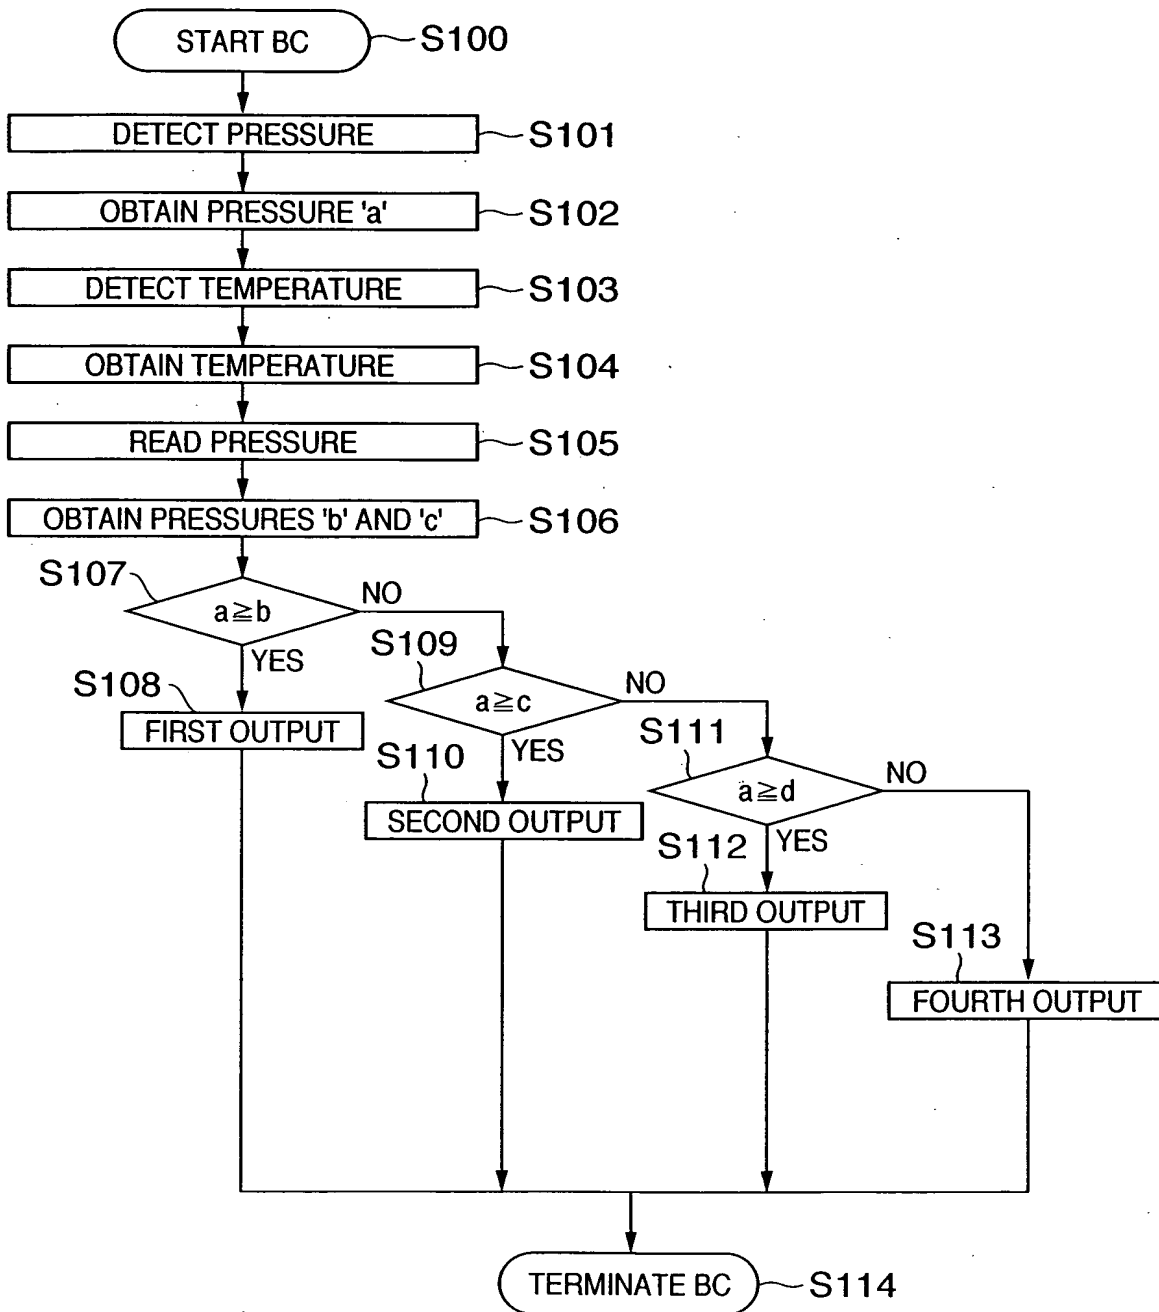 START BC
S100
DETECT PRESSURE
S101
OBTAIN PRESSURE 'a'
S102
DETECT TEMPERATURE
S103
OBTAIN TEMPERATURE
S104
READ PRESSURE
S105
OBTAIN PRESSURES 'b' AND 'c'
S106
S107
a≧b
NO
YES
S108
FIRST OUTPUT
S109
a≧c
NO
YES
S110
SECOND OUTPUT
S111
a≧d
NO
YES
S112
THIRD OUTPUT
S113
FOURTH OUTPUT
TERMINATE BC
S114